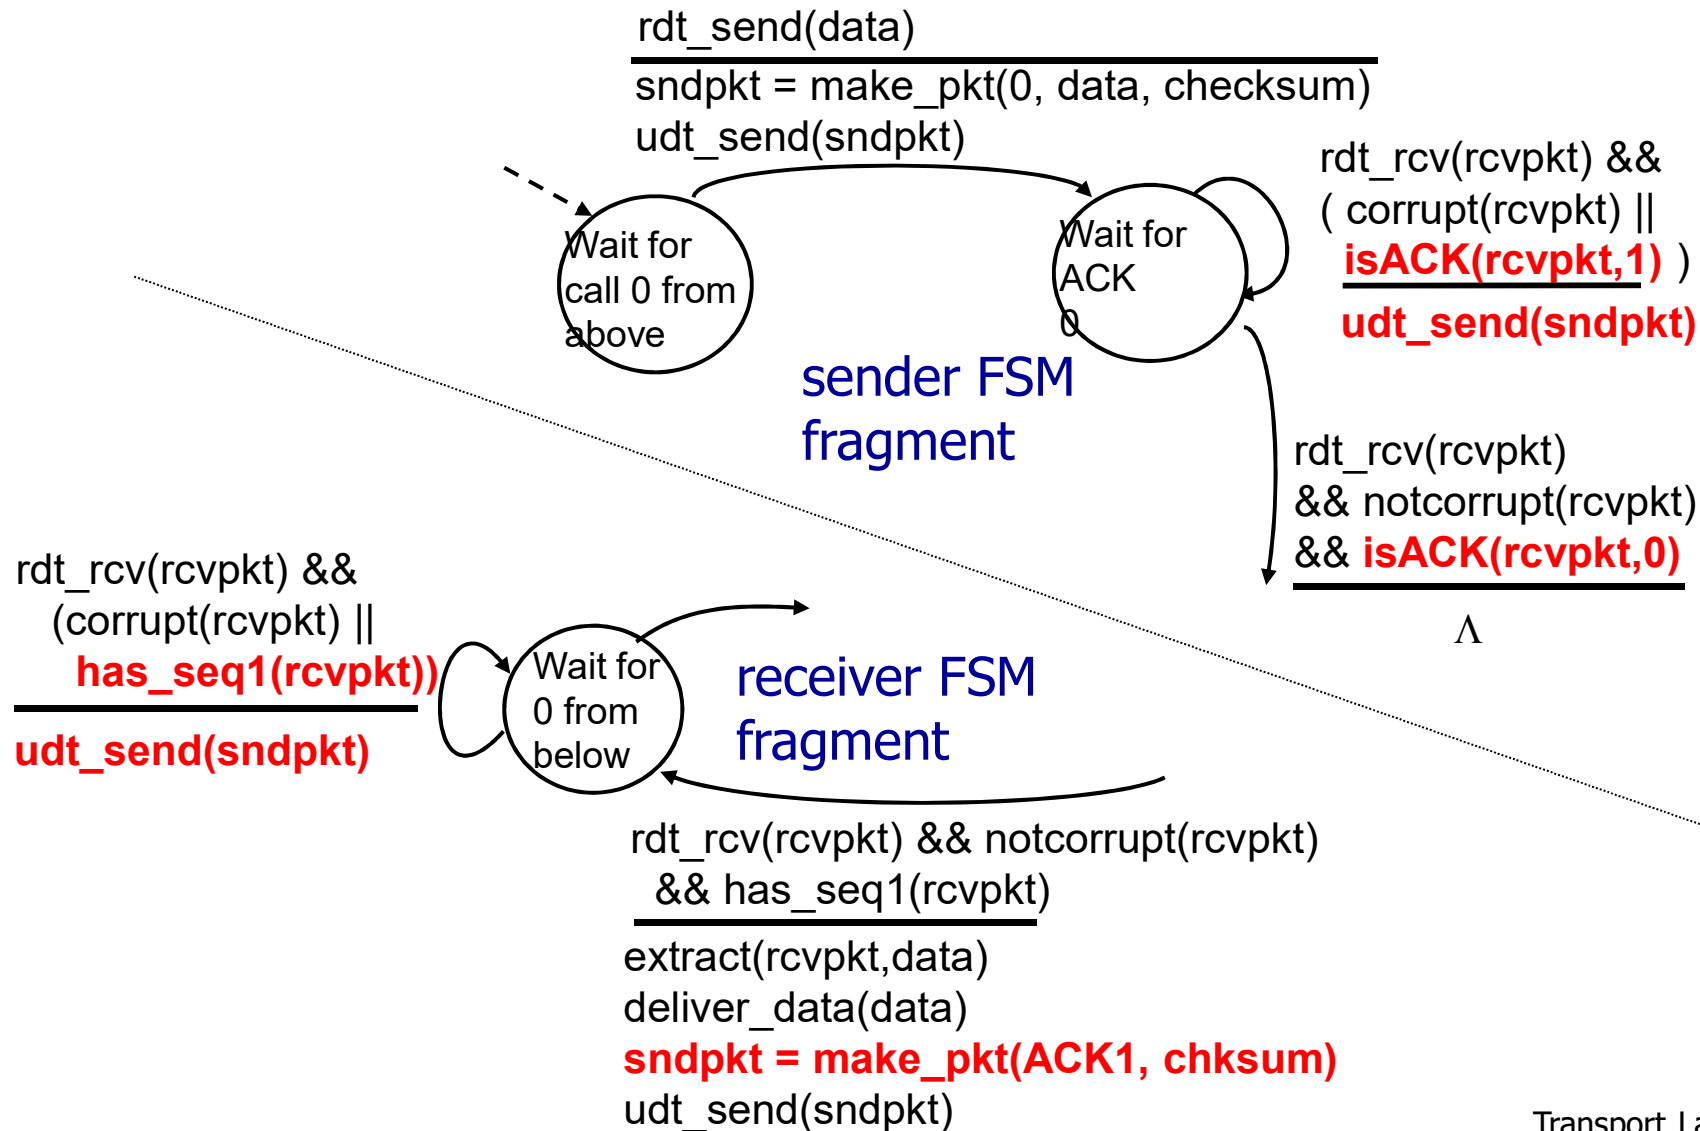 rdt_send(data)
sndpkt = make_pkt(0, data, checksum)
udt_send(sndpkt)
rdt_rcv(rcvpkt) &&
( corrupt(rcvpkt) ||
isACK(rcvpkt,1) )
udt_send(sndpkt)
Wait for
call 0 from
above
Wait for
ACK
0
sender FSM
fragment
rdt_rcv(rcvpkt)
&& notcorrupt(rcvpkt)
&& isACK(rcvpkt,0)
Λ
rdt_rcv(rcvpkt) &&
(corrupt(rcvpkt) ||
has_seq1(rcvpkt))
udt_send(sndpkt)
Wait for
0 from
below
receiver FSM
fragment
rdt_rcv(rcvpkt) && notcorrupt(rcvpkt)
&& has_seq1(rcvpkt)
extract(rcvpkt,data)
deliver_data(data)
sndpkt = make_pkt(ACK1, chksum)
udt_send(sndpkt)
Transport La